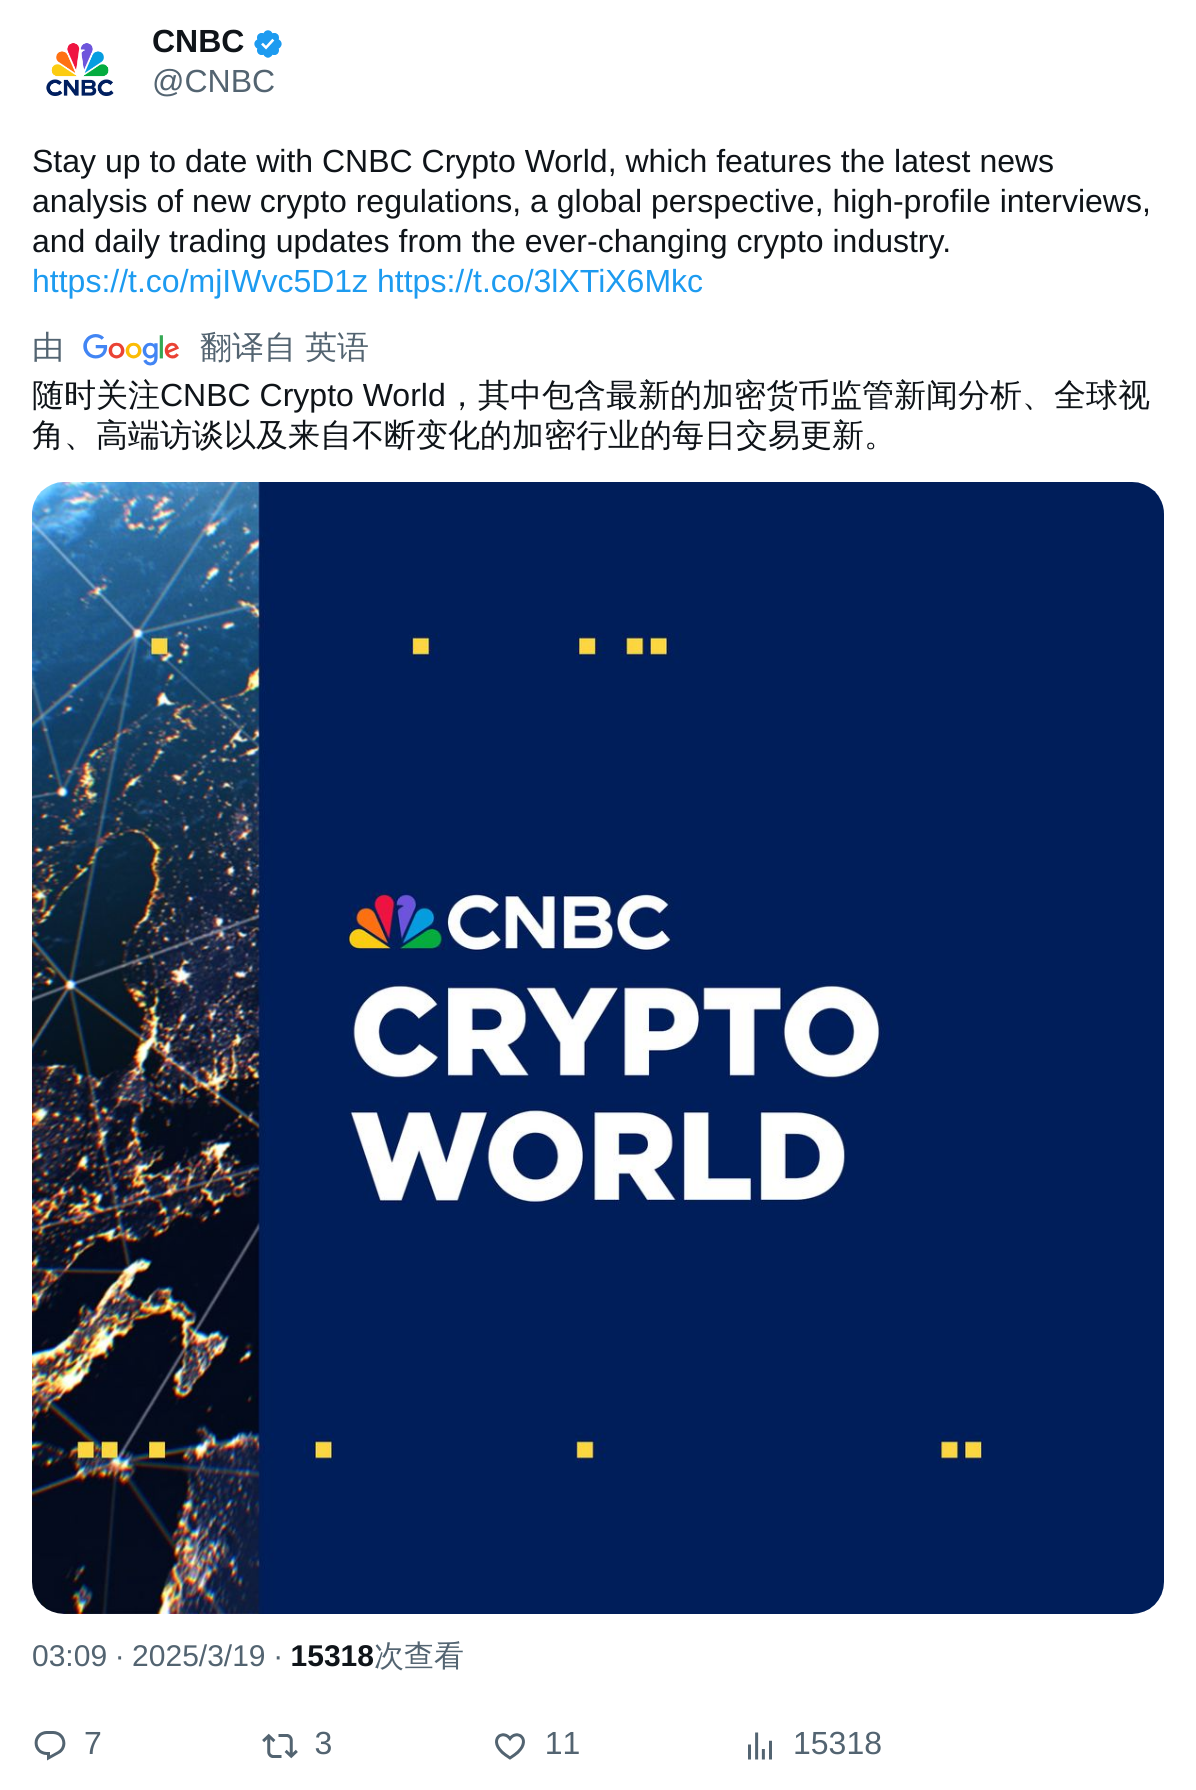 CNBC
@CNBC
CNBC
Stay up to date with CNBC Crypto World, which features the latest news
analysis of new crypto regulations, a global perspective, high-profile interviews,
and daily trading updates from the ever-changing crypto industry.
https://t.co/mjIWvc5D1z https://t.co/3lXTiX6Mkc
由 Google 翻译自 英语
随时关注CNBC Crypto World，其中包含最新的加密货币监管新闻分析、全球视
角、高端访谈以及来自不断变化的加密行业的每日交易更新。
CNBC
CRYPTO
WORLD
03:09 · 2025/3/19 · 15318次查看
7 3 11 15318